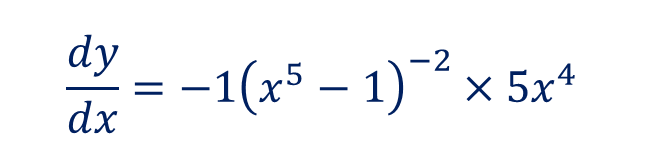 dy/dx = −1(x⁵ − 1)⁻² × 5x⁴